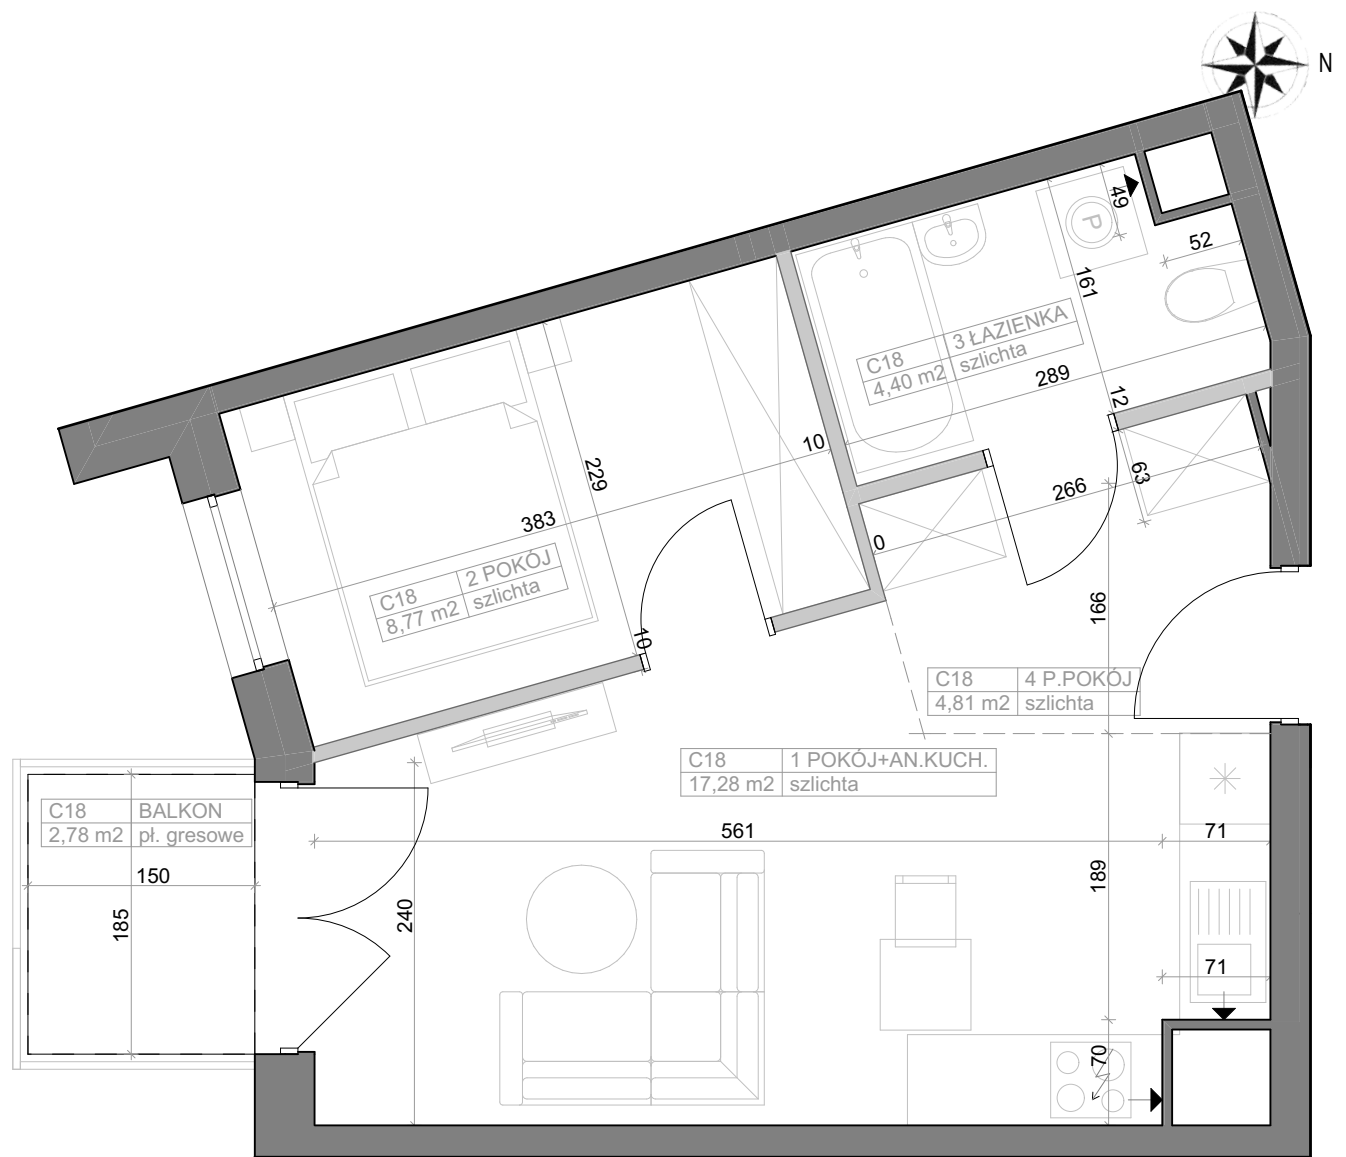 N
49
52
P
161
C18 3 ŁAZIENKA
4,40 m2 szlichta
289
12
10
229
63
266
383
0
C18 2 POKÓJ
8,77 m2 szlichta
10
166
C18 4 P.POKÓJ
4,81 m2 szlichta
C18 1 POKÓJ+AN.KUCH.
17,28 m2 szlichta
C18 BALKON
2,78 m2 pł. gresowe
561
71
150
189
185
240
71
70